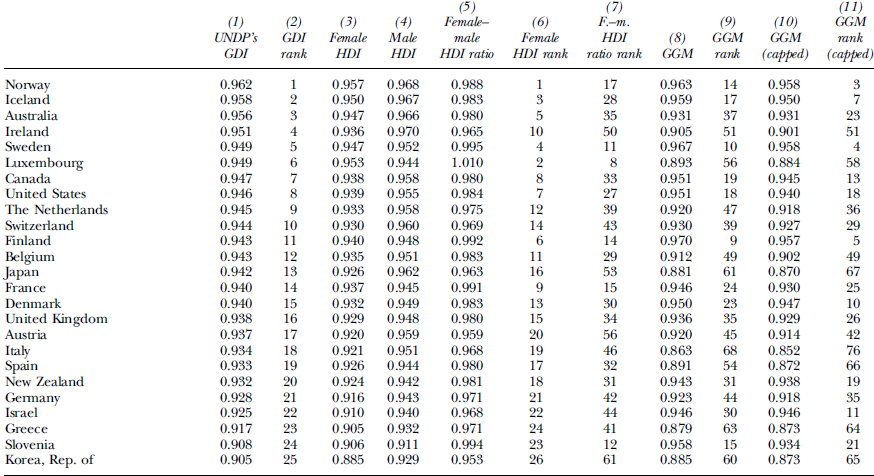 (1) (2) (3) (4) (5) (6) (7) (8) (9) (10) (11)
UNDP's GDI Female Male Female– Female F.–m. GGM GGM GGM GGM
GDI rank HDI HDI male HDI rank HDI rank (capped) rank
HDI ratio ratio rank (capped)
Norway 0.962 1 0.957 0.968 0.988 1 17 0.963 14 0.958 3
Iceland 0.958 2 0.950 0.967 0.983 3 28 0.959 17 0.950 7
Australia 0.956 3 0.947 0.966 0.980 5 35 0.931 37 0.931 23
Ireland 0.951 4 0.936 0.970 0.965 10 50 0.905 51 0.901 51
Sweden 0.949 5 0.947 0.952 0.995 4 11 0.967 10 0.958 4
Luxembourg 0.949 6 0.953 0.944 1.010 2 8 0.893 56 0.884 58
Canada 0.947 7 0.938 0.958 0.980 8 33 0.951 19 0.945 13
United States 0.946 8 0.939 0.955 0.984 7 27 0.951 18 0.940 18
The Netherlands 0.945 9 0.933 0.958 0.975 12 39 0.920 47 0.918 36
Switzerland 0.944 10 0.930 0.960 0.969 14 43 0.930 39 0.927 29
Finland 0.943 11 0.940 0.948 0.992 6 14 0.970 9 0.957 5
Belgium 0.943 12 0.935 0.951 0.983 11 29 0.912 49 0.902 49
Japan 0.942 13 0.926 0.962 0.963 16 53 0.881 61 0.870 67
France 0.940 14 0.937 0.945 0.991 9 15 0.946 24 0.930 25
Denmark 0.940 15 0.932 0.949 0.983 13 30 0.950 23 0.947 10
United Kingdom 0.938 16 0.929 0.948 0.980 15 34 0.936 35 0.929 26
Austria 0.937 17 0.920 0.959 0.959 20 56 0.920 45 0.914 42
Italy 0.934 18 0.921 0.951 0.968 19 46 0.863 68 0.852 76
Spain 0.933 19 0.926 0.944 0.980 17 32 0.891 54 0.872 66
New Zealand 0.932 20 0.924 0.942 0.981 18 31 0.943 31 0.938 19
Germany 0.928 21 0.916 0.943 0.971 21 42 0.923 44 0.918 35
Israel 0.925 22 0.910 0.940 0.968 22 44 0.946 30 0.946 11
Greece 0.917 23 0.905 0.932 0.971 24 41 0.879 63 0.873 64
Slovenia 0.908 24 0.906 0.911 0.994 23 12 0.958 15 0.934 21
Korea, Rep. of 0.905 25 0.885 0.929 0.953 26 61 0.885 60 0.873 65